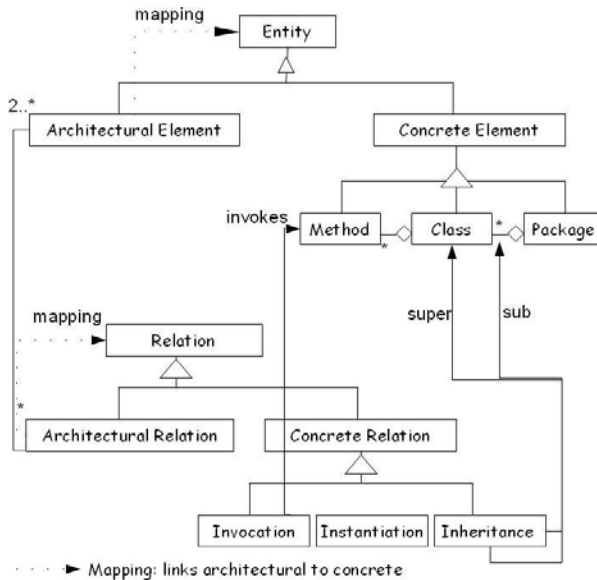 mapping
Entity
2..*
Architectural Element
Concrete Element
invokes
Method
*
Class
*
Package
super
sub
mapping
Relation
*
Architectural Relation
Concrete Relation
Invocation
Instantiation
Inheritance
Mapping: links architectural to concrete